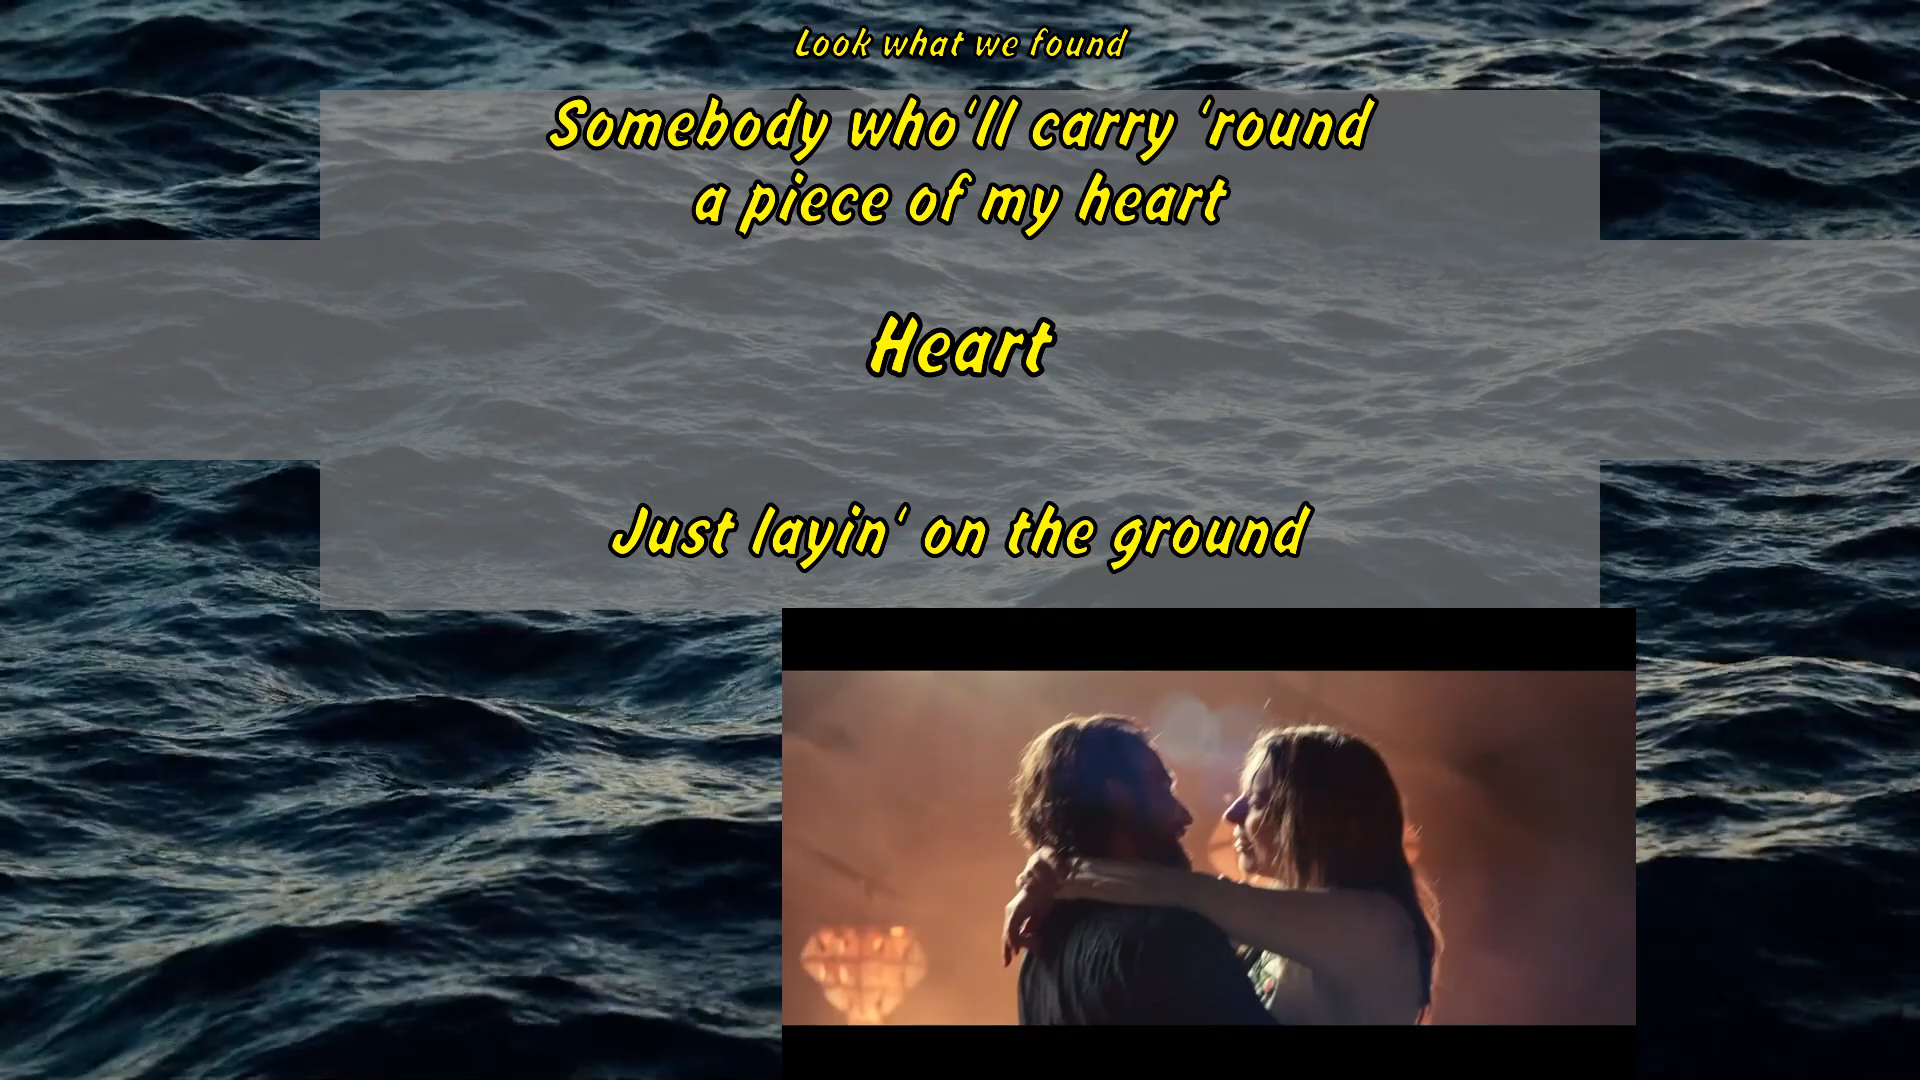 Look what we found
Somebody who'll carry 'round
a piece of my heart
Heart
Just layin' on the ground